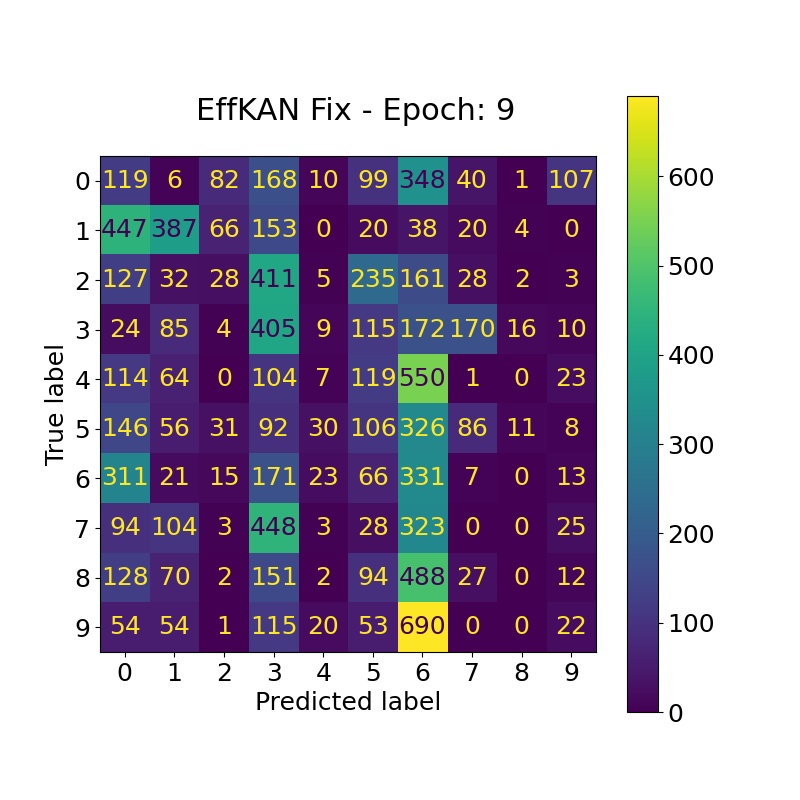 EffKAN Fix - Epoch: 9
0 119 6 82 168 10 99 348 40 1 107
1 447 387 66 153 0 20 38 20 4 0
2 127 32 28 411 5 235 161 28 2 3
3 24 85 4 405 9 115 172 170 16 10
4 114 64 0 104 7 119 550 1 0 23
5 146 56 31 92 30 106 326 86 11 8
6 311 21 15 171 23 66 331 7 0 13
7 94 104 3 448 3 28 323 0 0 25
8 128 70 2 151 2 94 488 27 0 12
9 54 54 1 115 20 53 690 0 0 22
0 1 2 3 4 5 6 7 8 9
Predicted label
True label
600
500
400
300
200
100
0